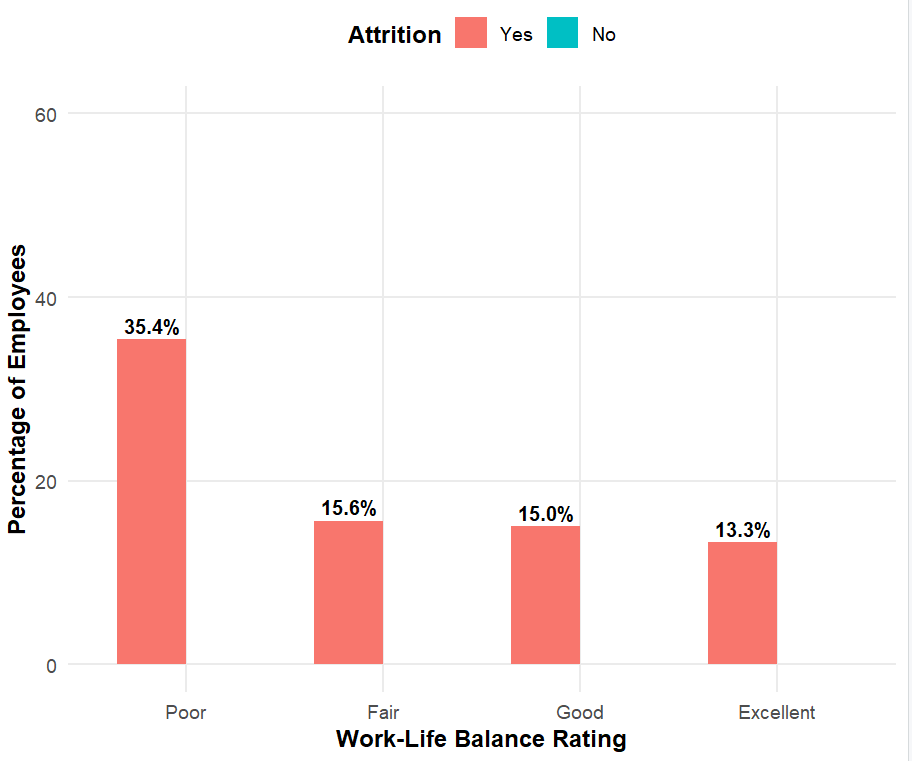 Attrition Yes No
60
40
20
0
Percentage of Employees
35.4%
15.6%
15.0%
13.3%
Poor Fair Good Excellent
Work-Life Balance Rating